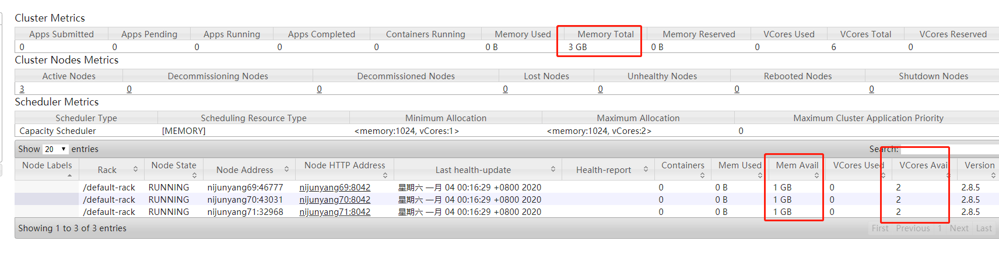 Cluster Metrics
Apps Submitted Apps Pending Apps Running Apps Completed Containers Running Memory Used Memory Total Memory Reserved VCores Used VCores Total VCores Reserved
0 0 0 0 0 0 B 3 GB 0 B 0 6 0
Cluster Nodes Metrics
Active Nodes Decommissioning Nodes Decommissioned Nodes Lost Nodes Unhealthy Nodes Rebooted Nodes Shutdown Nodes
3 0 0 0 0 0 0
Scheduler Metrics
Scheduler Type Scheduling Resource Type Minimum Allocation Maximum Allocation Maximum Cluster Application Priority
Capacity Scheduler [MEMORY] <memory:1024, vCores:1> <memory:1024, vCores:2> 0
Show 20 entries Search:
Node Labels Rack Node State Node Address Node HTTP Address Last health-update Health-report Containers Mem Used Mem Avail VCores Used VCores Avail Version
/default-rack RUNNING nijunyang69:46777 nijunyang69:8042 星期六 一月 04 00:16:29 +0800 2020 0 0 B 1 GB 0 2 2.8.5
/default-rack RUNNING nijunyang70:43031 nijunyang70:8042 星期六 一月 04 00:16:29 +0800 2020 0 0 B 1 GB 0 2 2.8.5
/default-rack RUNNING nijunyang71:32968 nijunyang71:8042 星期六 一月 04 00:16:29 +0800 2020 0 0 B 1 GB 0 2 2.8.5
Showing 1 to 3 of 3 entries First Previous 1 Next Last